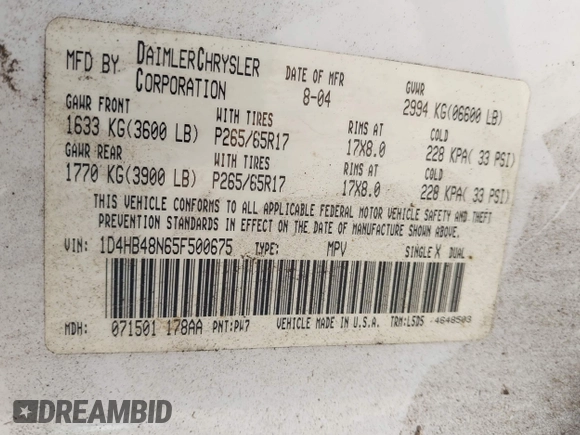 MFD BY DAIMLERCHRYSLER CORPORATION DATE OF MFR 8-04 GVWR 2994 KG(06600 LB)
GAWR FRONT WITH TIRES RIMS AT COLD
1633 KG(3600 LB) P265/65R17 17X8.0 228 KPA( 33 PSI)
GAWR REAR WITH TIRES RIMS AT COLD
1770 KG(3900 LB) P265/65R17 17X8.0 228 KPA( 33 PSI)
THIS VEHICLE CONFORMS TO ALL APPLICABLE FEDERAL MOTOR VEHICLE SAFETY AND THEFT
PREVENTION STANDARDS IN EFFECT ON THE DATE OF MANUFACTURE SHOWN ABOVE.
VIN: 1D4HB48N65F500675 TYPE: MPV SINGLE X DUAL
MDH: 071501 178AA PNT:PW7 VEHICLE MADE IN U.S.A. TRM:L5D5 4648503
DREAMBID